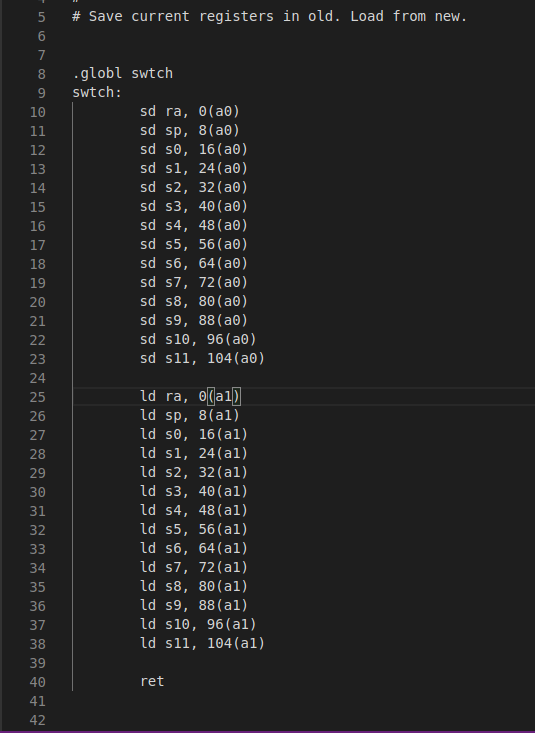 4 #
5 # Save current registers in old. Load from new.
6
7
8 .globl swtch
9 swtch:
10 sd ra, 0(a0)
11 sd sp, 8(a0)
12 sd s0, 16(a0)
13 sd s1, 24(a0)
14 sd s2, 32(a0)
15 sd s3, 40(a0)
16 sd s4, 48(a0)
17 sd s5, 56(a0)
18 sd s6, 64(a0)
19 sd s7, 72(a0)
20 sd s8, 80(a0)
21 sd s9, 88(a0)
22 sd s10, 96(a0)
23 sd s11, 104(a0)
24
25 ld ra, 0(a1)
26 ld sp, 8(a1)
27 ld s0, 16(a1)
28 ld s1, 24(a1)
29 ld s2, 32(a1)
30 ld s3, 40(a1)
31 ld s4, 48(a1)
32 ld s5, 56(a1)
33 ld s6, 64(a1)
34 ld s7, 72(a1)
35 ld s8, 80(a1)
36 ld s9, 88(a1)
37 ld s10, 96(a1)
38 ld s11, 104(a1)
39
40 ret
41
42